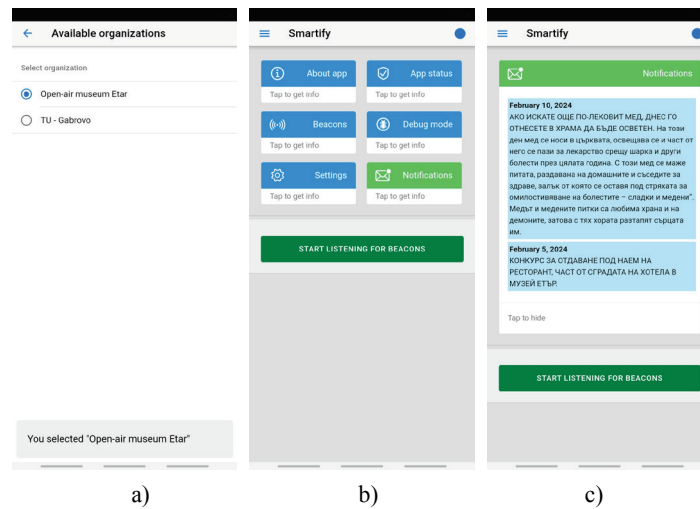 Available organizations
Select organization
Open-air museum Etar
TU - Gabrovo
You selected "Open-air museum Etar"
a)
Smartify
About app
Tap to get info
App status
Tap to get info
Beacons
Tap to get info
Debug mode
Tap to get info
Settings
Tap to get info
Notifications
Tap to get info
START LISTENING FOR BEACONS
b)
Smartify
Notifications
February 10, 2024
АКО ИСКАТЕ ОЩЕ ПО-ЛЕКОВИТ МЕД, ДНЕС ГО
ОТНЕСЕТЕ В ХРАМА ДА БЪДЕ ОСВЕТЕН. На този
ден мед се носи в църквата, освещава се и част от
него се пази за лекарство срещу шарка и други
болести през цялата година. С този мед се маже
питата, раздавана на домашните и съседите за
здраве, залък от която се оставя под стряхата за
омилостивяване на болестите – сладки и медени".
Медът и медените питки са любима храна и на
демоните, затова с тях хората разтапят сърцата
им.
February 5, 2024
КОНКУРС ЗА ОТДАВАНЕ ПОД НАЕМ НА
РЕСТОРАНТ, ЧАСТ ОТ СГРАДАТА НА ХОТЕЛА В
МУЗЕЙ ЕТЪР.
Tap to hide
START LISTENING FOR BEACONS
c)